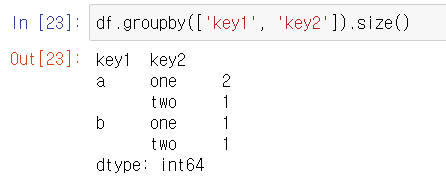 In [23]: df.groupby(['key1', 'key2']).size()
Out[23]: key1  key2
a     one     2
      two     1
b     one     1
      two     1
dtype: int64